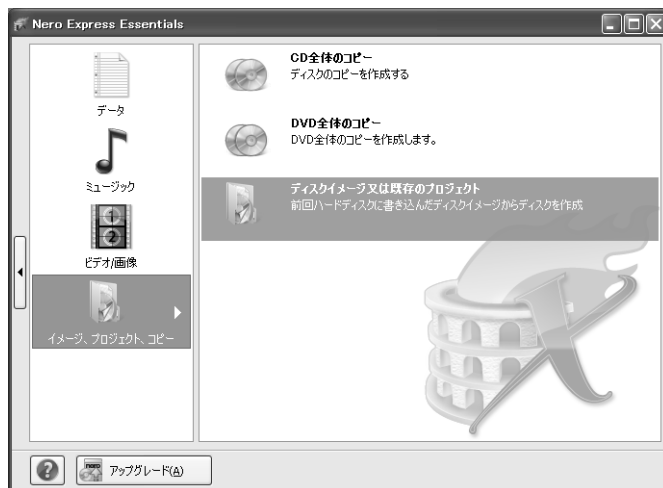 Nero Express Essentials
データ
ミュージック
1
2
ビデオ/画像
イメージ、プロジェクト、コピー
CD全体のコピー
ディスクのコピーを作成する
DVD全体のコピー
DVD全体のコピーを作成します。
ディスクイメージ又は既存のプロジェクト
前回ハードディスクに書き込んだディスクイメージからディスクを作成
?
nero
アップグレード(A)